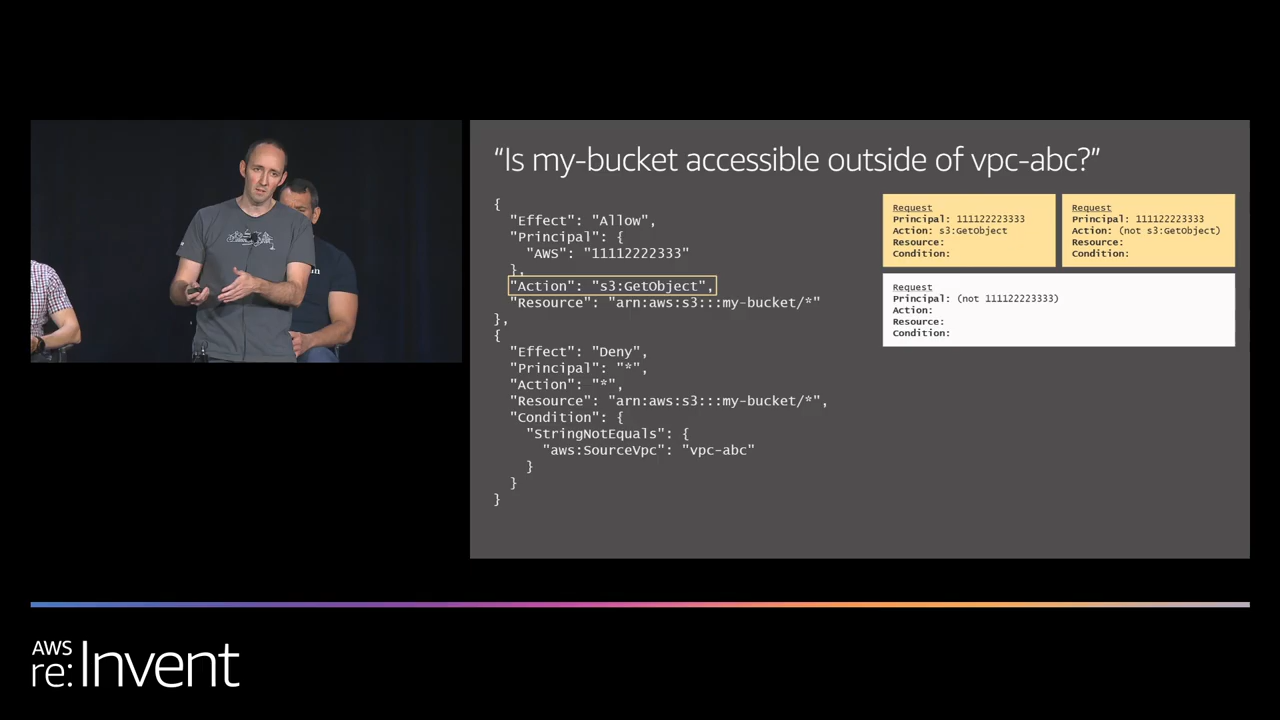 “Is my-bucket accessible outside of vpc-abc?”
{
"Effect": "Allow",
"Principal": {
"AWS": "11112222333"
},
"Action": "s3:GetObject",
"Resource": "arn:aws:s3:::my-bucket/*"
},
{
"Effect": "Deny",
"Principal": "*",
"Action": "*",
"Resource": "arn:aws:s3:::my-bucket/*",
"Condition": {
"StringNotEquals": {
"aws:SourceVpc": "vpc-abc"
}
}
}
Request
Principal: 111122223333
Action: s3:GetObject
Resource:
Condition:
Request
Principal: 111122223333
Action: (not s3:GetObject)
Resource:
Condition:
Request
Principal: (not 111122223333)
Action:
Resource:
Condition:
AWS
re:Invent